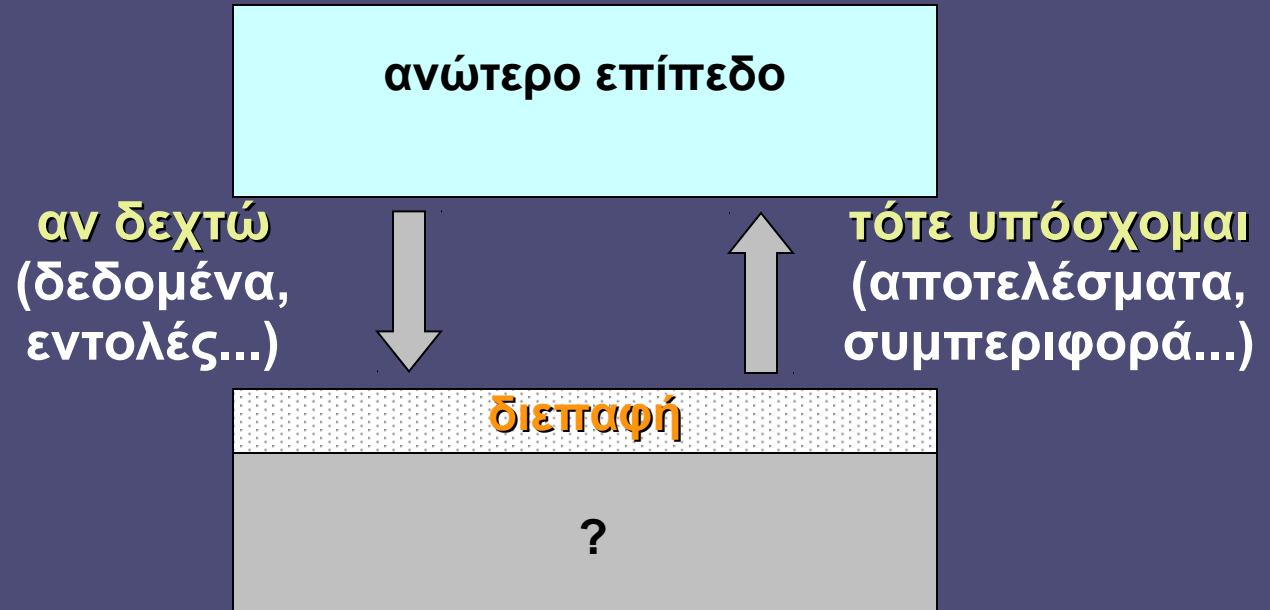 ανώτερο επίπεδο
αν δεχτώ
(δεδομένα,
εντολές...)
τότε υπόσχομαι
(αποτελέσματα,
συμπεριφορά...)
διεπαφή
?